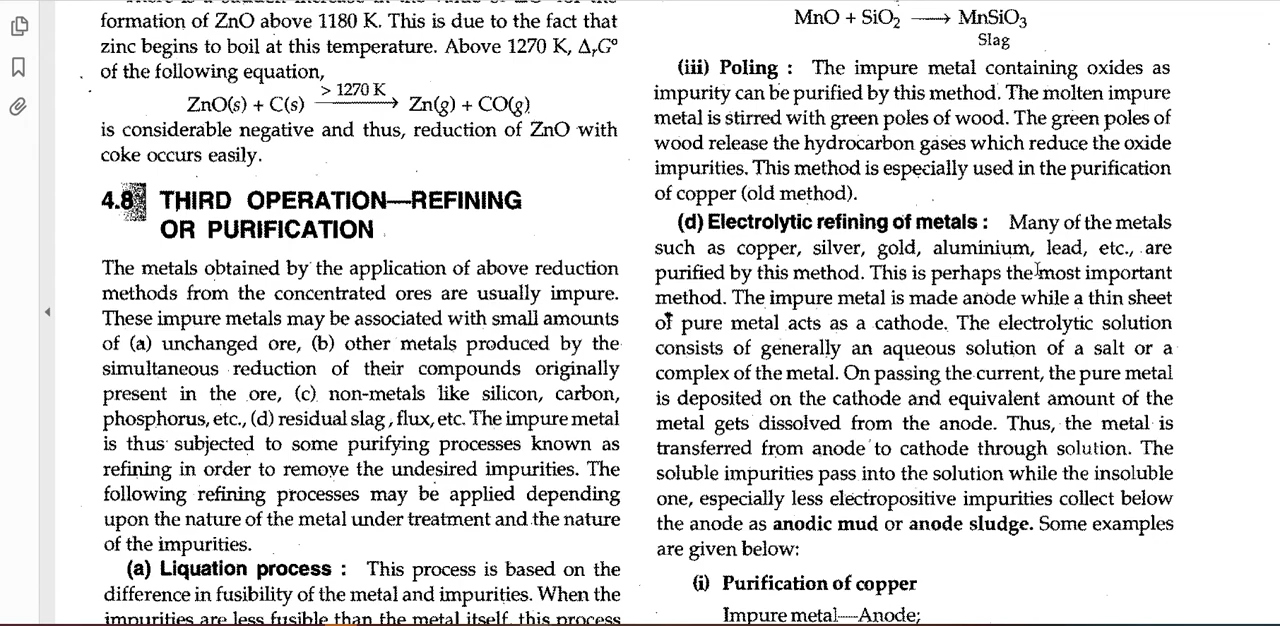 formation of ZnO above 1180 K. This is due to the fact that
zinc begins to boil at this temperature. Above 1270 K, ΔᵣG°
of the following equation,
ZnO(s) + C(s) —> 1270 K→ Zn(g) + CO(g)
is considerable negative and thus, reduction of ZnO with
coke occurs easily.
4.8 THIRD OPERATION—REFINING
OR PURIFICATION
The metals obtained by the application of above reduction
methods from the concentrated ores are usually impure.
These impure metals may be associated with small amounts
of (a) unchanged ore, (b) other metals produced by the
simultaneous reduction of their compounds originally
present in the ore, (c) non-metals like silicon, carbon,
phosphorus, etc., (d) residual slag, flux, etc. The impure metal
is thus subjected to some purifying processes known as
refining in order to remove the undesired impurities. The
following refining processes may be applied depending
upon the nature of the metal under treatment and the nature
of the impurities.
(a) Liquation process : This process is based on the
difference in fusibility of the metal and impurities. When the
impurities are less fusible than the metal itself, this process
MnO + SiO₂ ⟶ MnSiO₃
Slag
(iii) Poling : The impure metal containing oxides as
impurity can be purified by this method. The molten impure
metal is stirred with green poles of wood. The green poles of
wood release the hydrocarbon gases which reduce the oxide
impurities. This method is especially used in the purification
of copper (old method).
(d) Electrolytic refining of metals : Many of the metals
such as copper, silver, gold, aluminium, lead, etc., are
purified by this method. This is perhaps the most important
method. The impure metal is made anode while a thin sheet
of pure metal acts as a cathode. The electrolytic solution
consists of generally an aqueous solution of a salt or a
complex of the metal. On passing the current, the pure metal
is deposited on the cathode and equivalent amount of the
metal gets dissolved from the anode. Thus, the metal is
transferred from anode to cathode through solution. The
soluble impurities pass into the solution while the insoluble
one, especially less electropositive impurities collect below
the anode as anodic mud or anode sludge. Some examples
are given below:
(i) Purification of copper
Impure metal—Anode;